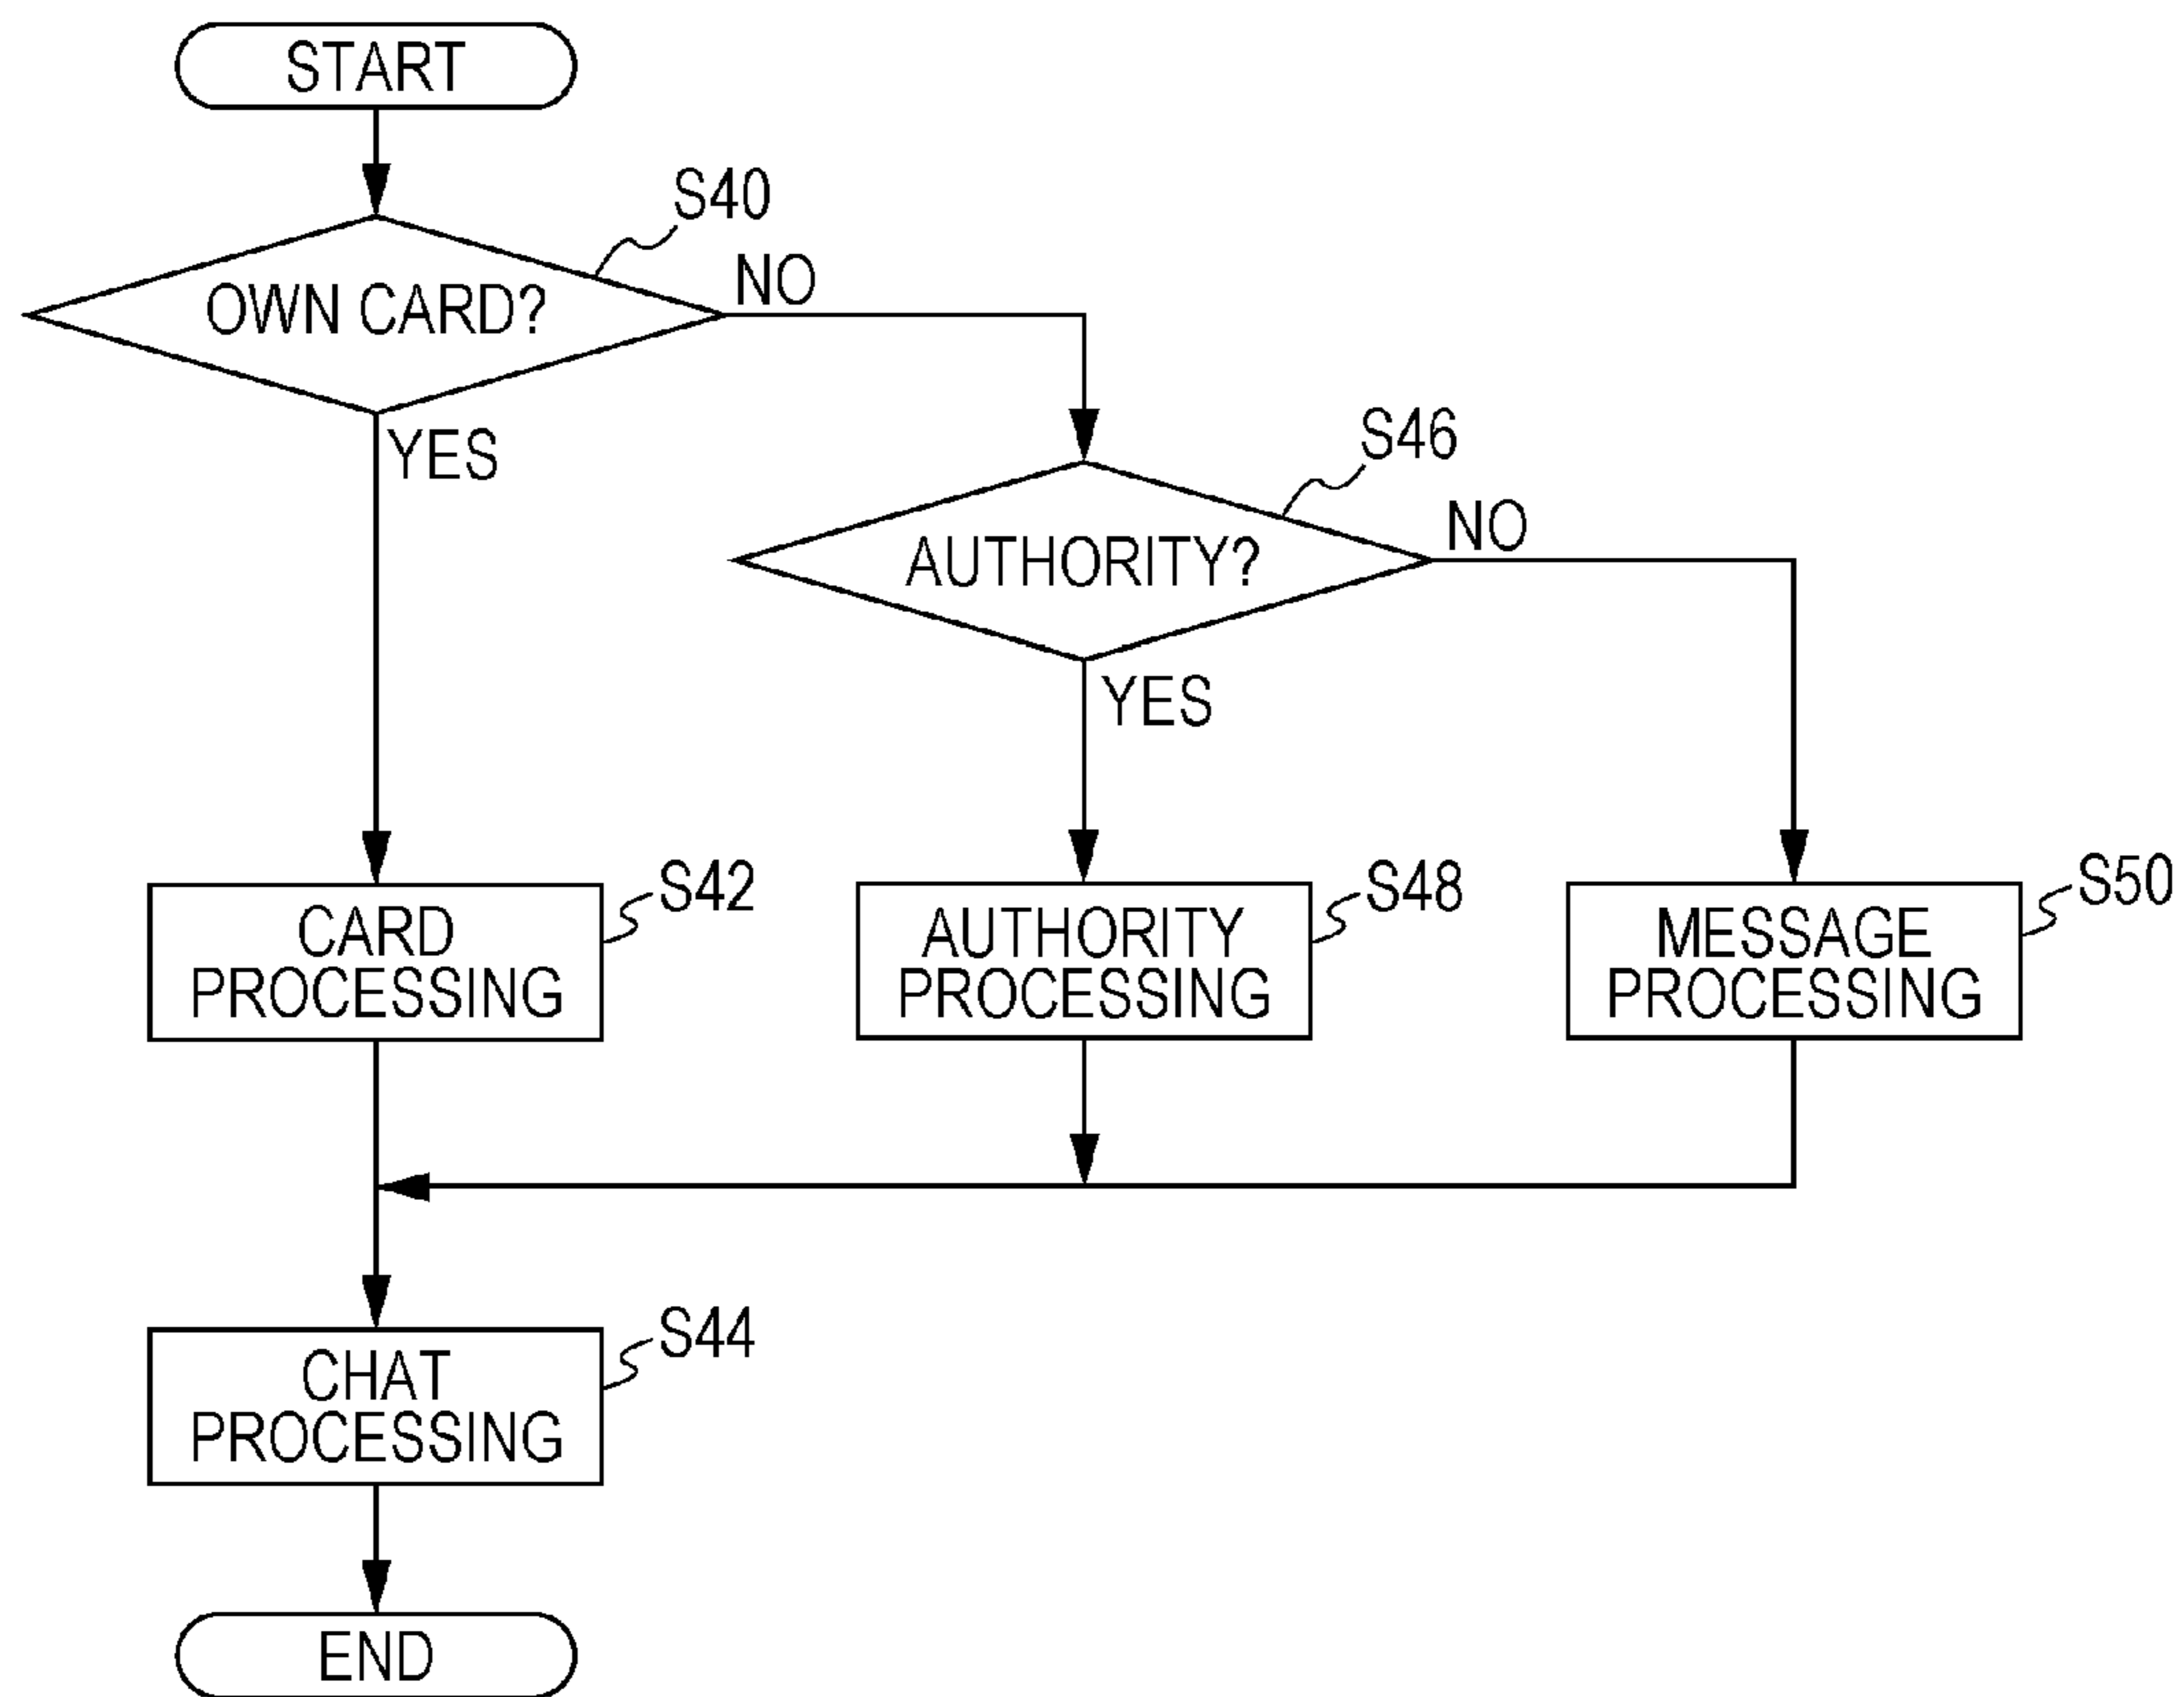 START
S40
OWN CARD?
NO
YES
S46
AUTHORITY?
NO
YES
CARD
PROCESSING
S42
AUTHORITY
PROCESSING
S48
MESSAGE
PROCESSING
S50
CHAT
PROCESSING
S44
END